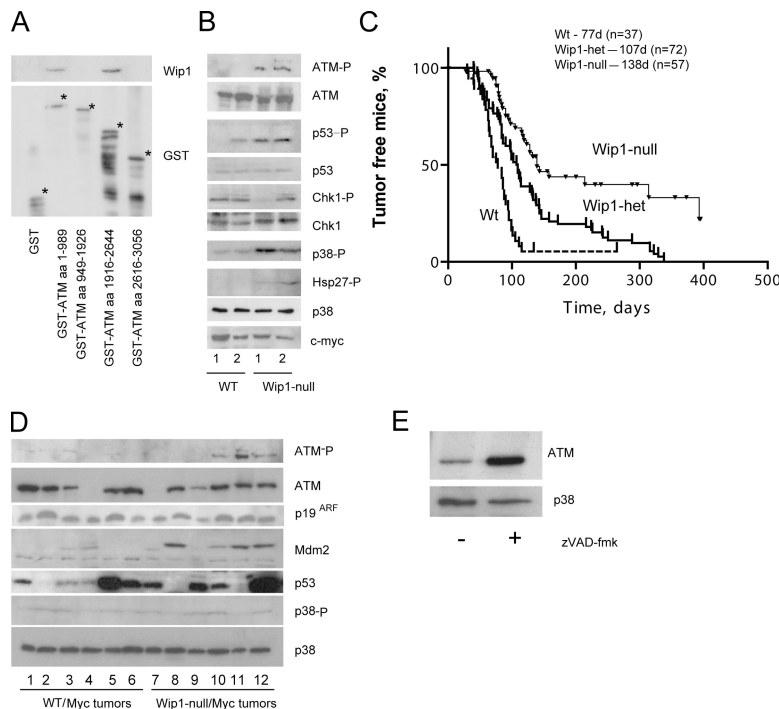 A
Wip1
*
*
*
*
GST
*
GST
GST-ATM aa 1-989
GST-ATM aa 949-1926
GST-ATM aa 1916-2644
GST-ATM aa 2616-3056
B
ATM-P
ATM
p53-P
p53
Chk1-P
Chk1
p38-P
Hsp27-P
p38
c-myc
1 2 1 2
WT Wip1-null
C
Wt - 77d (n=37)
Wip1-het — 107d (n=72)
Wip1-null — 138d (n=57)
Tumor free mice, %
100
50
0
Wip1-null
Wip1-het
Wt
0 100 200 300 400 500
Time, days
D
ATM-P
ATM
p19 ARF
Mdm2
p53
p38-P
p38
1 2 3 4 5 6 7 8 9 10 11 12
WT/Myc tumors Wip1-null/Myc tumors
E
ATM
p38
- + zVAD-fmk